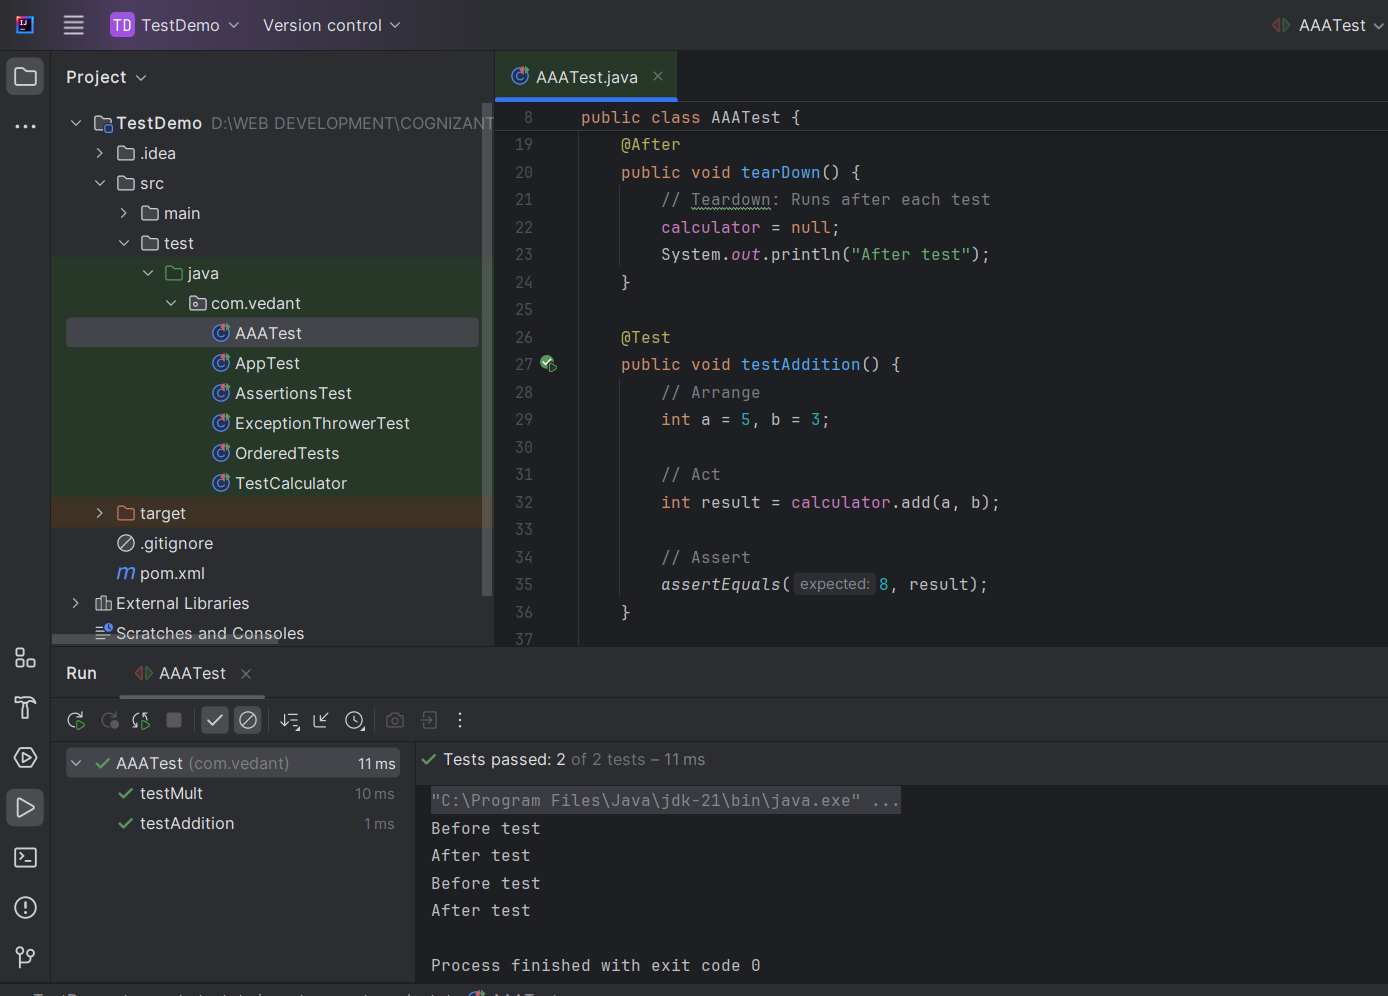 TD TestDemo Version control AAATest
Project
AAATest.java
TestDemo D:\WEB DEVELOPMENT\COGNIZANT
.idea
src
main
test
java
com.vedant
AAATest
AppTest
AssertionsTest
ExceptionThrowerTest
OrderedTests
TestCalculator
target
.gitignore
pom.xml
External Libraries
Scratches and Consoles
8 public class AAATest {
19 @After
20 public void tearDown() {
21 // Teardown: Runs after each test
22 calculator = null;
23 System.out.println("After test");
24 }
25
26 @Test
27 public void testAddition() {
28 // Arrange
29 int a = 5, b = 3;
30
31 // Act
32 int result = calculator.add(a, b);
33
34 // Assert
35 assertEquals( expected: 8, result);
36 }
37
Run AAATest
AAATest (com.vedant) 11 ms
testMult 10 ms
testAddition 1 ms
Tests passed: 2 of 2 tests – 11 ms
"C:\Program Files\Java\jdk-21\bin\java.exe" ...
Before test
After test
Before test
After test
Process finished with exit code 0